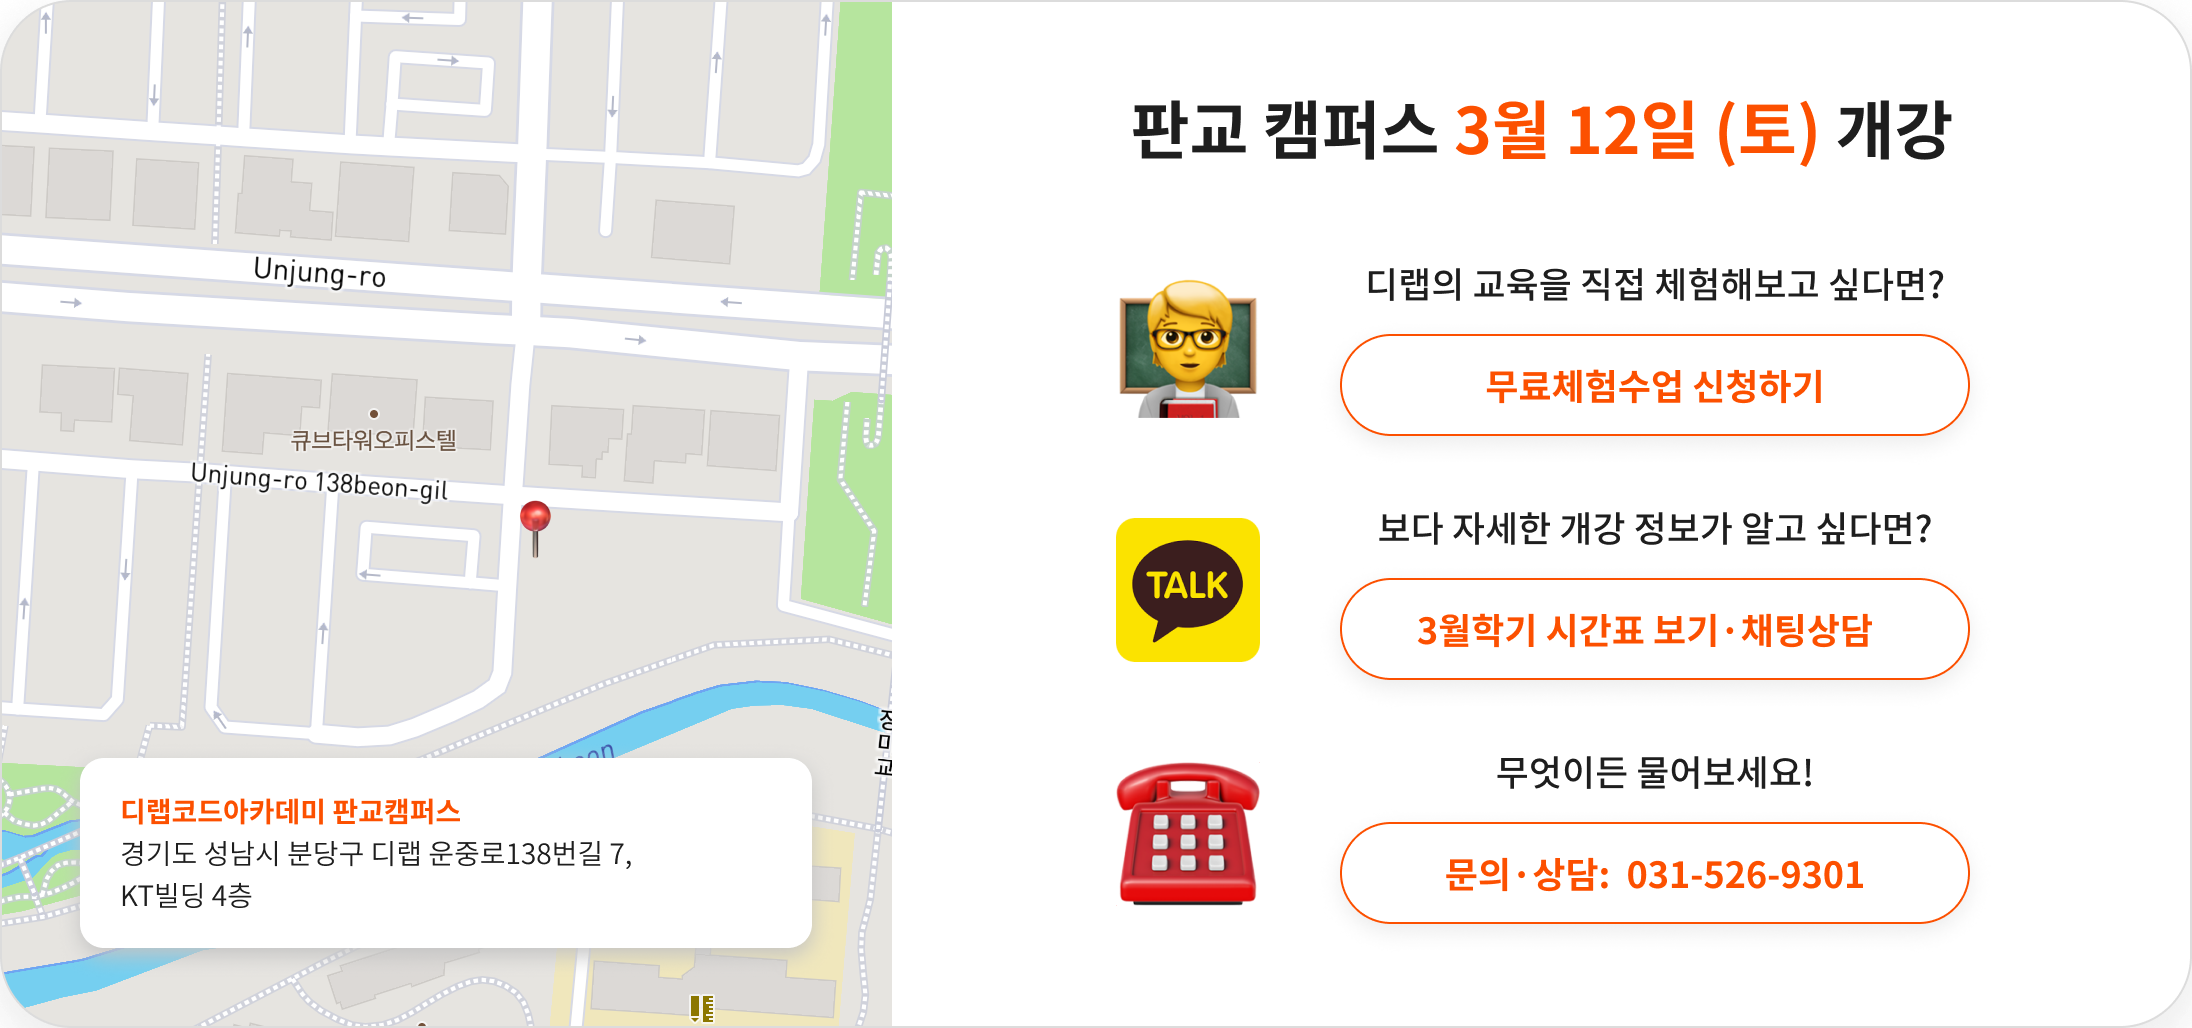 Unjung-ro
큐브타워오피스텔
Unjung-ro 138beon-gil
디랩코드아카데미 판교캠퍼스
경기도 성남시 분당구 디랩 운중로138번길 7,
KT빌딩 4층
판교 캠퍼스 3월 12일 (토) 개강
디랩의 교육을 직접 체험해보고 싶다면?
무료체험수업 신청하기
TALK
보다 자세한 개강 정보가 알고 싶다면?
3월학기 시간표 보기·채팅상담
무엇이든 물어보세요!
문의·상담: 031-526-9301